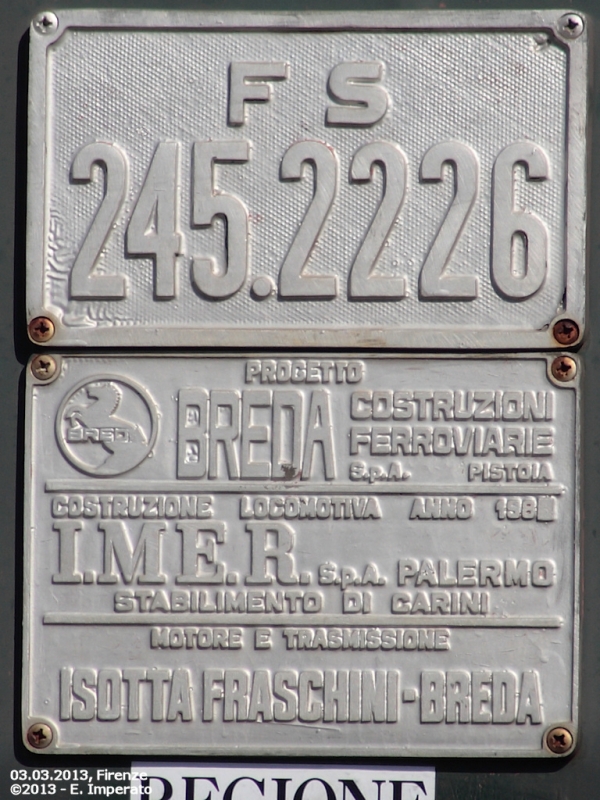 F S
245.2226
PROGETTO
BREDA
BREDA COSTRUZIONI
FERROVIARIE
S.p.A. PISTOIA
COSTRUZIONE LOCOMOTIVA ANNO
I.M.E.R. S.p.A. PALERMO
STABILIMENTO DI CARINI
MOTORE E TRASMISSIONE
ISOTTA FRASCHINI-BREDA
REGIONE
03.03.2013, Firenze
©2013 - E. Imperato